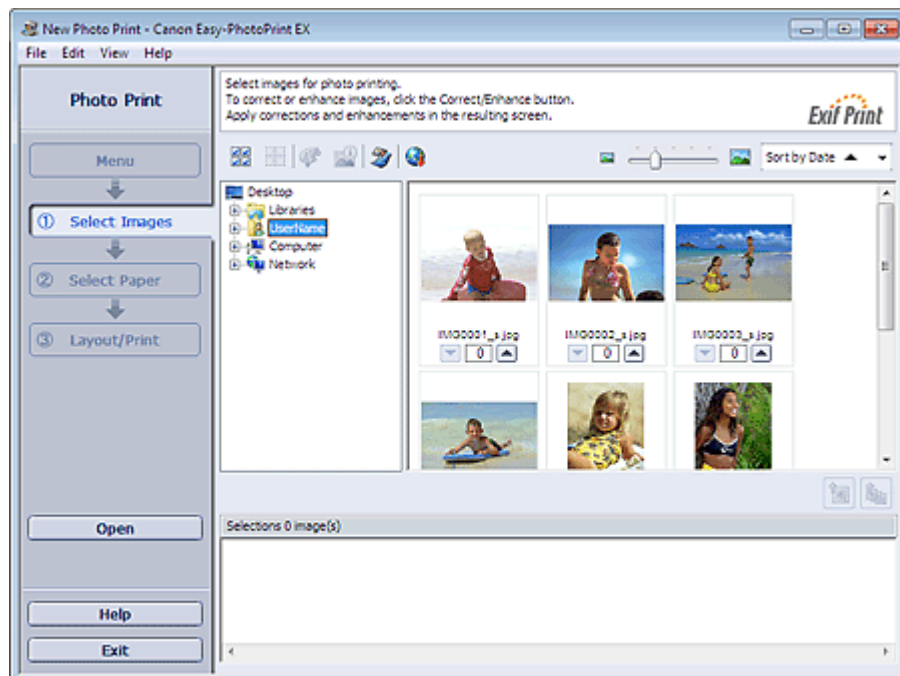 New Photo Print - Canon Easy-PhotoPrint EX
File Edit View Help
Photo Print
Select images for photo printing.
To correct or enhance images, click the Correct/Enhance button.
Apply corrections and enhancements in the resulting screen.
Exif Print
Menu
Sort by Date
① Select Images
② Select Paper
③ Layout/Print
Desktop
Libraries
UserName
Computer
Network
IMG0001_s.jpg IMG0002_s.jpg IMG0003_s.jpg
0 0 0
Open
Selections 0 image(s)
Help
Exit